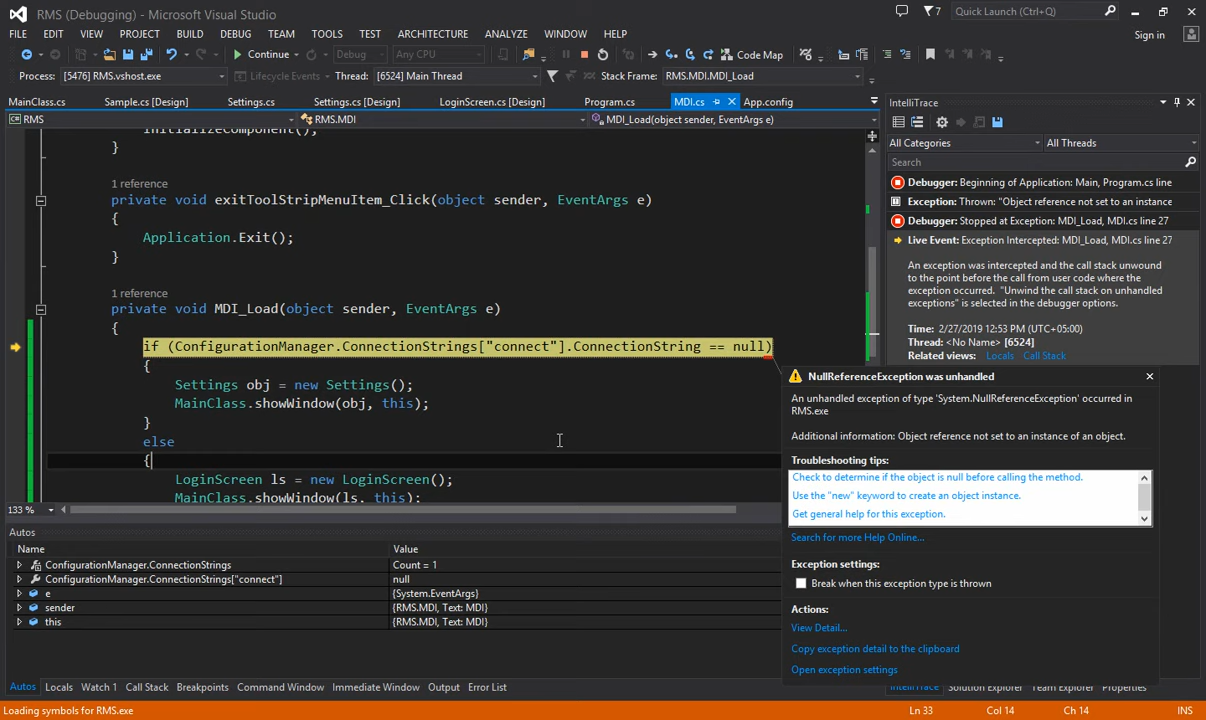 RMS (Debugging) - Microsoft Visual Studio
7
Quick Launch (Ctrl+Q)
FILE EDIT VIEW PROJECT BUILD DEBUG TEAM TOOLS TEST ARCHITECTURE ANALYZE WINDOW HELP
Sign in
Continue Debug Any CPU Code Map
Process: [5476] RMS.vshost.exe Lifecycle Events Thread: [6524] Main Thread Stack Frame: RMS.MDI.MDI_Load
MainClass.cs Sample.cs [Design] Settings.cs Settings.cs [Design] LoginScreen.cs [Design] Program.cs MDI.cs App.config
RMS RMS.MDI MDI_Load(object sender, EventArgs e)
InitializeComponent();
}
1 reference
private void exitToolStripMenuItem_Click(object sender, EventArgs e)
{
Application.Exit();
}
1 reference
private void MDI_Load(object sender, EventArgs e)
{
if (ConfigurationManager.ConnectionStrings["connect"].ConnectionString == null)
{
Settings obj = new Settings();
MainClass.showWindow(obj, this);
}
else
{
LoginScreen ls = new LoginScreen();
MainClass.showWindow(ls, this);
133 %
IntelliTrace
All Categories All Threads
Search
Debugger: Beginning of Application: Main, Program.cs line
Exception: Thrown: "Object reference not set to an instance
Debugger: Stopped at Exception: MDI_Load, MDI.cs line 27
Live Event: Exception Intercepted: MDI_Load, MDI.cs line 27
An exception was intercepted and the call stack unwound
to the point before the call from user code where the
exception occurred. "Unwind the call stack on unhandled
exceptions" is selected in the debugger options.
Time: 2/27/2019 12:53 PM (UTC+05:00)
Thread: <No Name> [6524]
Related views: Locals Call Stack
NullReferenceException was unhandled
An unhandled exception of type 'System.NullReferenceException' occurred in
RMS.exe
Additional information: Object reference not set to an instance of an object.
Troubleshooting tips:
Check to determine if the object is null before calling the method.
Use the "new" keyword to create an object instance.
Get general help for this exception.
Search for more Help Online...
Exception settings:
Break when this exception type is thrown
Actions:
View Detail...
Copy exception detail to the clipboard
Open exception settings
Autos
Name Value
ConfigurationManager.ConnectionStrings Count = 1
ConfigurationManager.ConnectionStrings["connect"] null
e {System.EventArgs}
sender {RMS.MDI, Text: MDI}
this {RMS.MDI, Text: MDI}
Autos Locals Watch 1 Call Stack Breakpoints Command Window Immediate Window Output Error List
IntelliTrace Solution Explorer Team Explorer Properties
Loading symbols for RMS.exe Ln 33 Col 14 Ch 14 INS